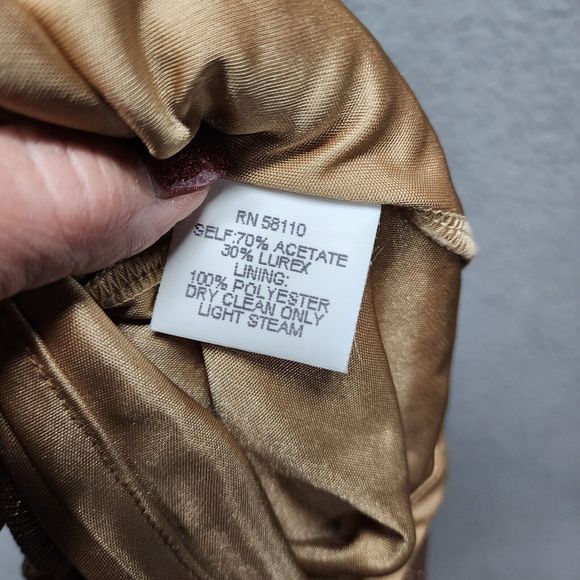 RN 58110
SELF:70% ACETATE
30% LUREX
LINING:
100% POLYESTER
DRY CLEAN ONLY
LIGHT STEAM